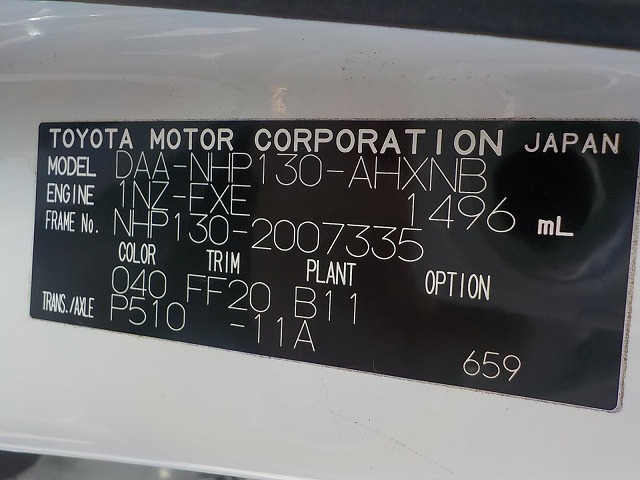 TOYOTA MOTOR CORPORATION JAPAN
MODEL DAA-NHP130-AHXNB
ENGINE 1NZ-EXE 1496 mL
FRAME No. NHP130-2007335
COLOR TRIM PLANT OPTION
040 FF20 B11
TRANS./AXLE P510 -11A
659